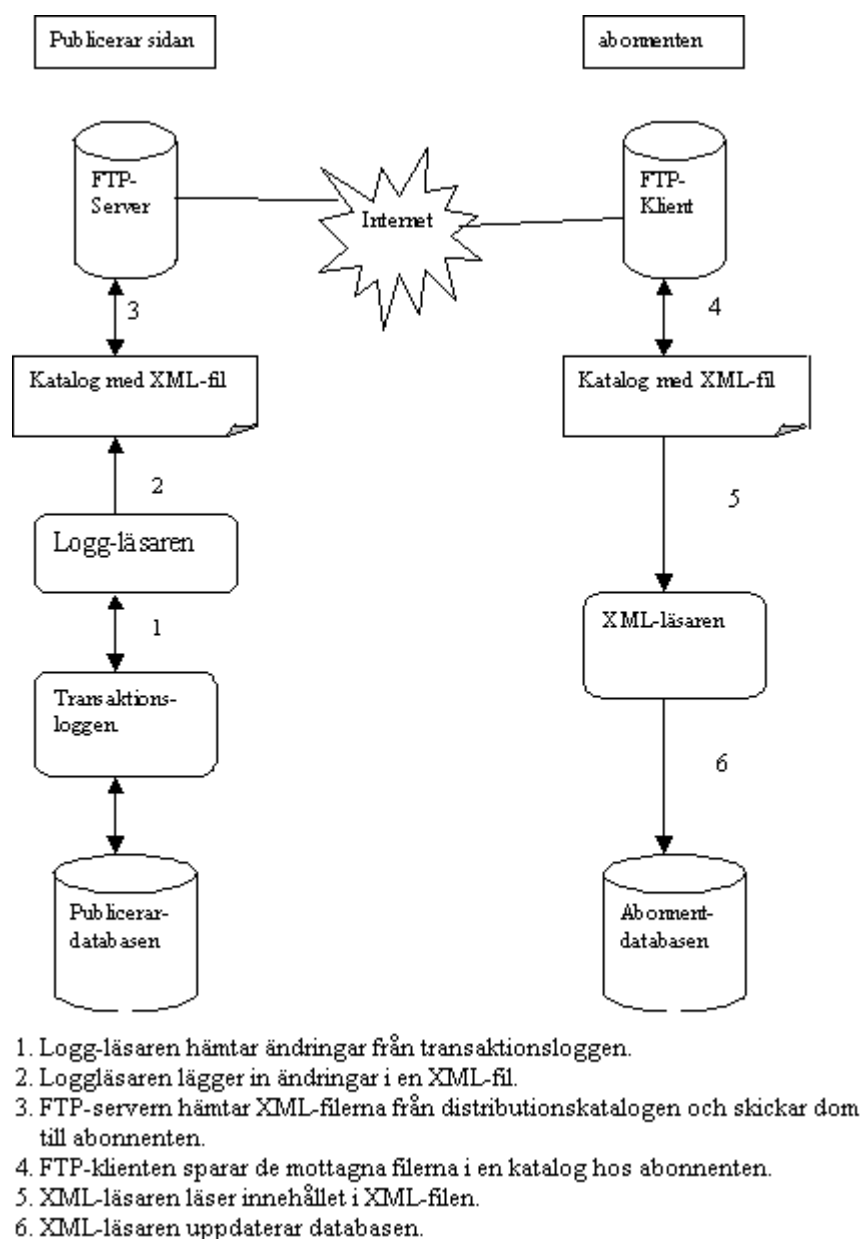 Publicerar sidan
abonnenten
FTP-
Server
Internet
FTP-
Klient
3
4
Katalog med XML-fil
Katalog med XML-fil
2
5
Logg-läsaren
XML-läsaren
1
Transaktions-
loggen
6
Publicerar-
databasen
Abonnent-
databasen
1. Logg-läsaren hämtar ändringar från transaktionsloggen.
2. Loggläsaren lägger in ändringar i en XML-fil.
3. FTP-servern hämtar XML-filerna från distributionskatalogen och skickar dom
till abonnenten.
4. FTP-klienten sparar de mottagna filerna i en katalog hos abonnenten.
5. XML-läsaren läser innehållet i XML-filen.
6. XML-läsaren uppdaterar databasen.